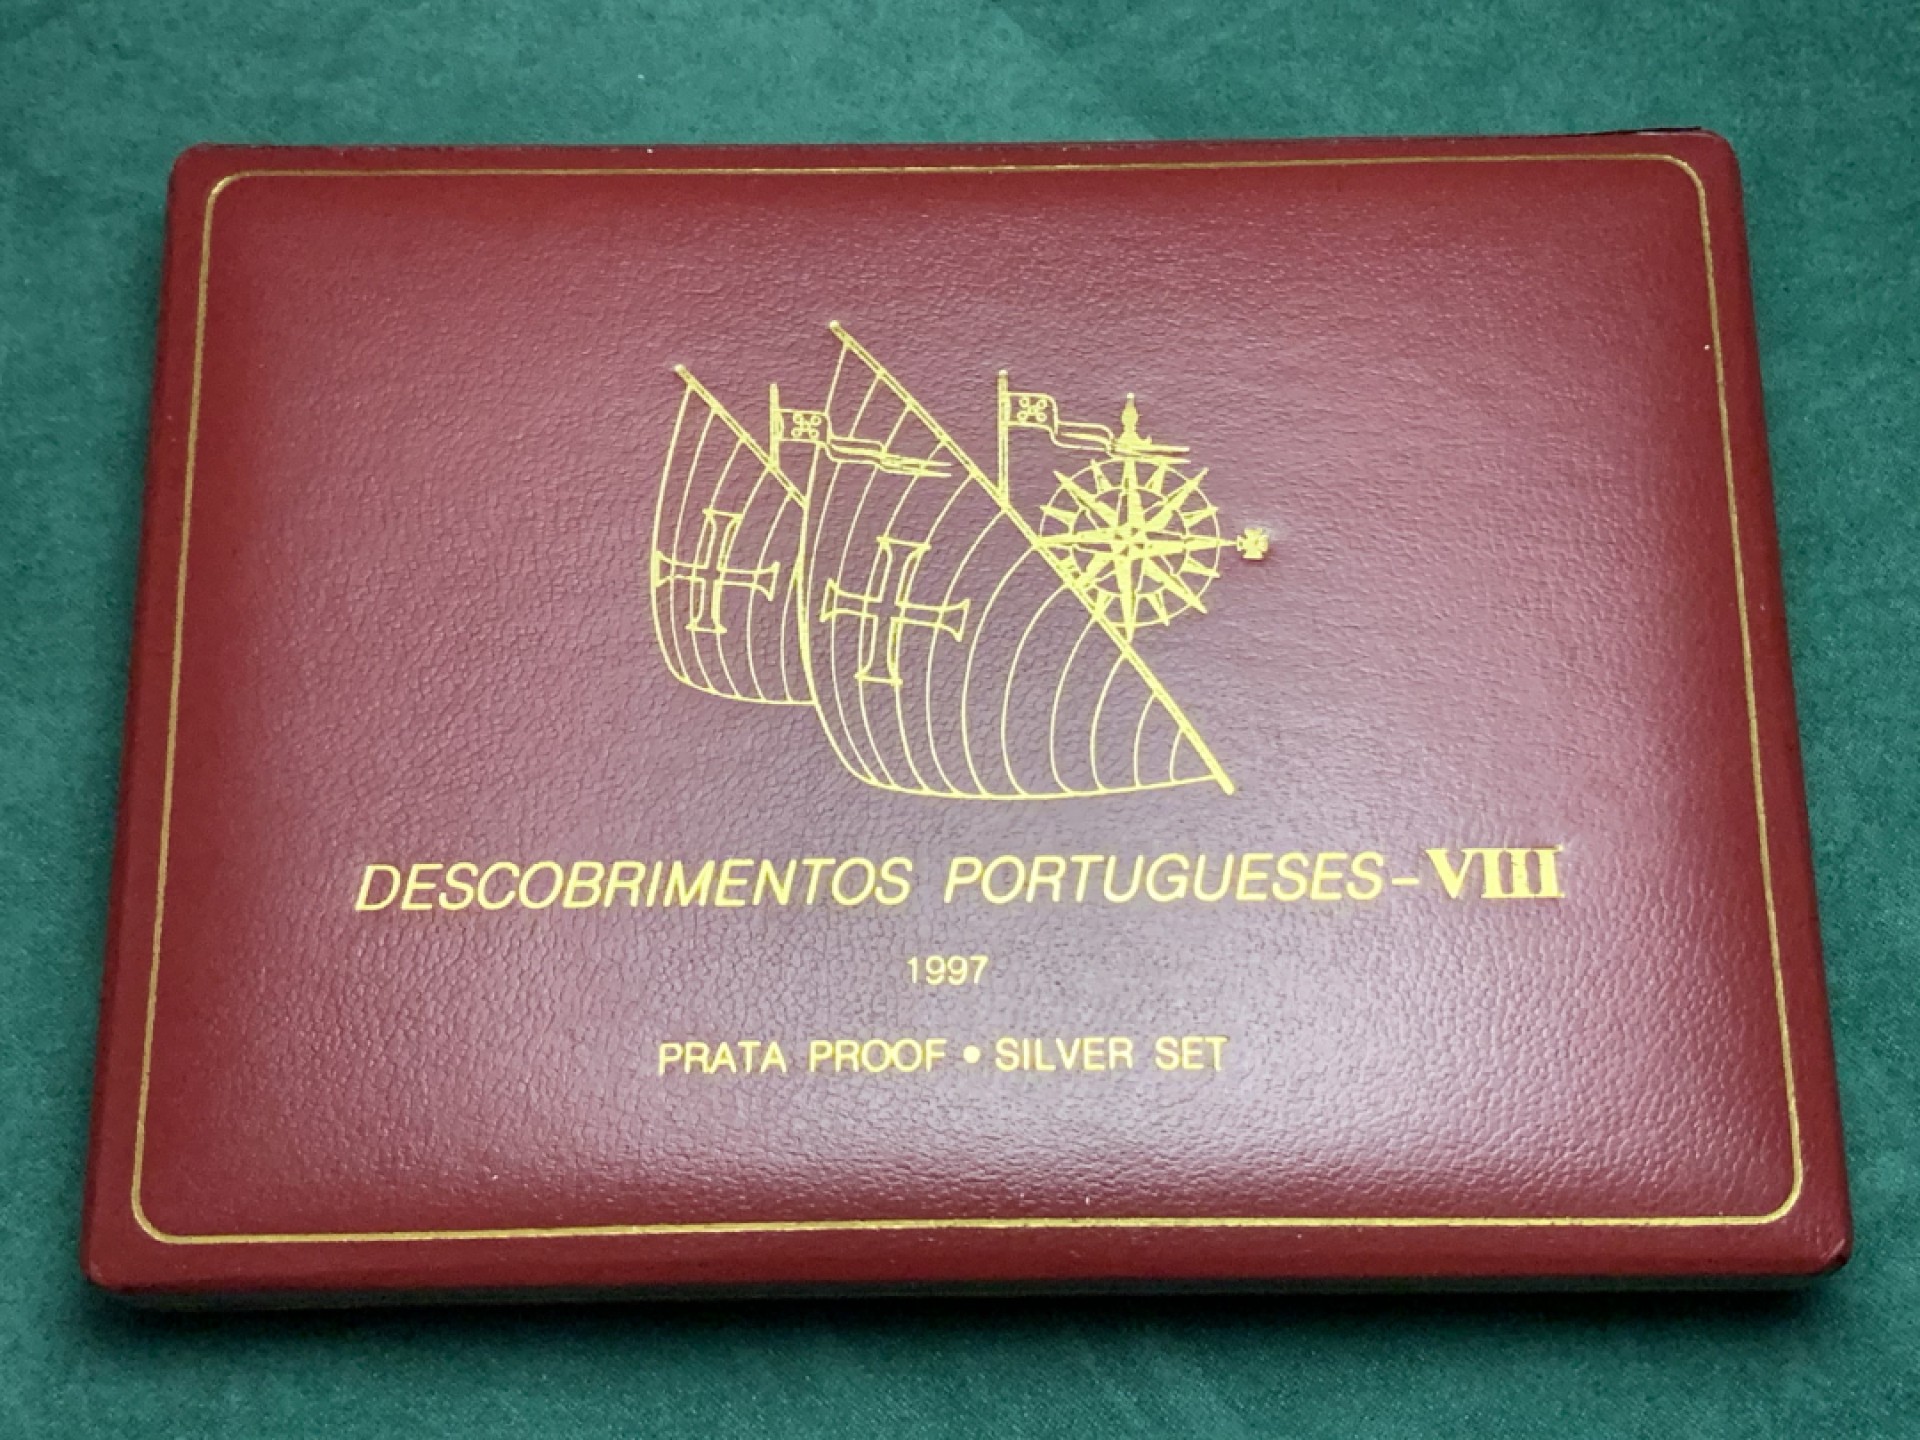 DESCOBRIMENTOS PORTUGUESES - VIII
1997
PRATA PROOF • SILVER SET